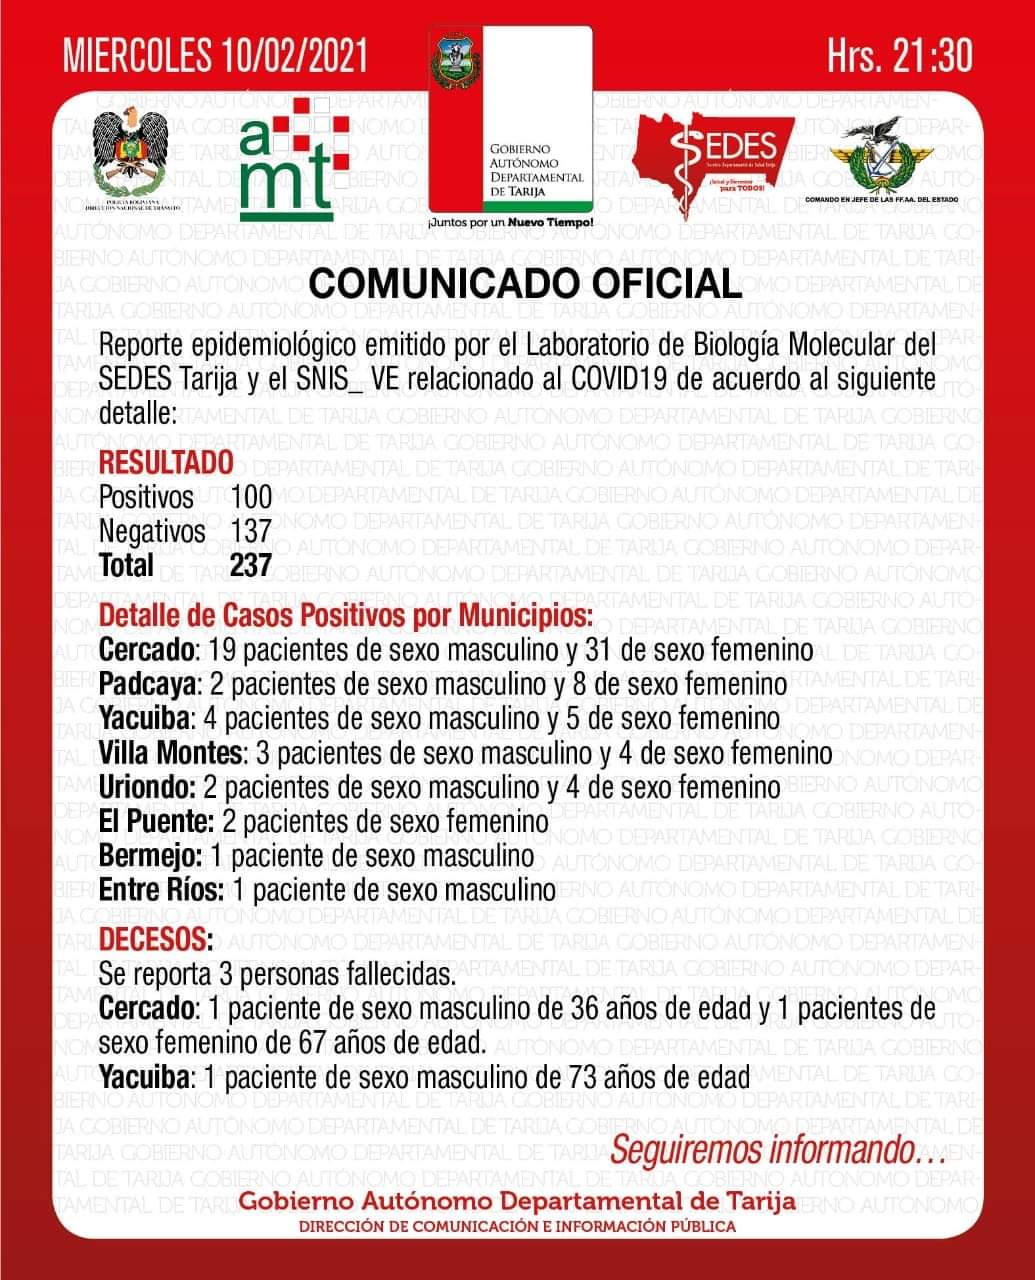 MIERCOLES 10/02/2021
Hrs. 21:30
POLICÍA BOLIVIANA
DIRECCIÓN NACIONAL DE TRÁNSITO
amt
GOBIERNO
AUTÓNOMO
DEPARTAMENTAL
DE TARIJA
¡Juntos por un Nuevo Tiempo!
SEDES
Servicio Departamental de Salud Tarija
¡Salud y Bienestar
para TODOS!
COMANDO EN JEFE DE LAS FF.AA. DEL ESTADO
COMUNICADO OFICIAL
Reporte epidemiológico emitido por el Laboratorio de Biología Molecular del
SEDES Tarija y el SNIS_ VE relacionado al COVID19 de acuerdo al siguiente
detalle:
RESULTADO
Positivos 100
Negativos 137
Total 237
Detalle de Casos Positivos por Municipios:
Cercado: 19 pacientes de sexo masculino y 31 de sexo femenino
Padcaya: 2 pacientes de sexo masculino y 8 de sexo femenino
Yacuiba: 4 pacientes de sexo masculino y 5 de sexo femenino
Villa Montes: 3 pacientes de sexo masculino y 4 de sexo femenino
Uriondo: 2 pacientes de sexo masculino y 4 de sexo femenino
El Puente: 2 pacientes de sexo femenino
Bermejo: 1 paciente de sexo masculino
Entre Ríos: 1 paciente de sexo masculino
DECESOS:
Se reporta 3 personas fallecidas.
Cercado: 1 paciente de sexo masculino de 36 años de edad y 1 pacientes de
sexo femenino de 67 años de edad.
Yacuiba: 1 paciente de sexo masculino de 73 años de edad
Seguiremos informando...
Gobierno Autónomo Departamental de Tarija
DIRECCIÓN DE COMUNICACIÓN E INFORMACIÓN PÚBLICA